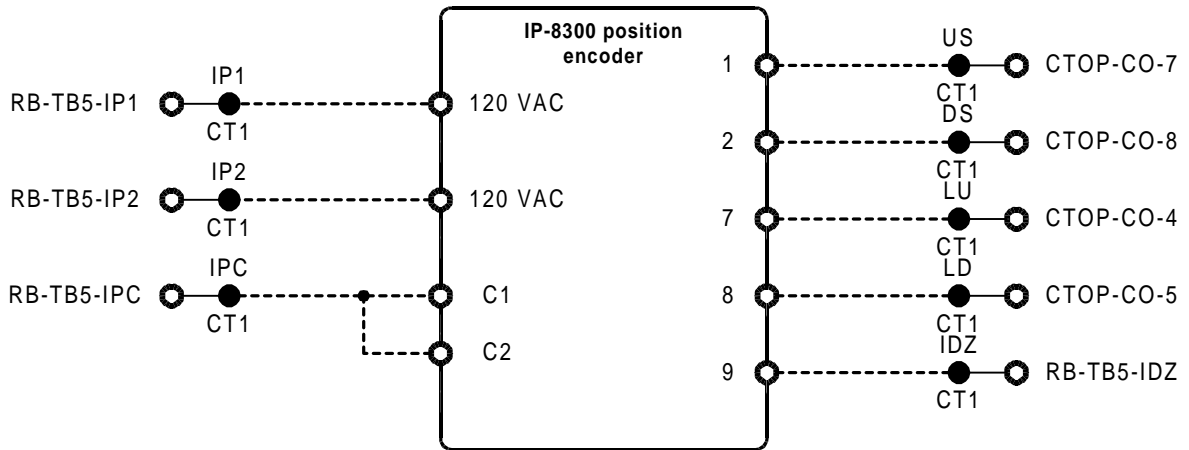 IP-8300 position
encoder
RB-TB5-IP1
IP1
CT1
120 VAC
RB-TB5-IP2
IP2
CT1
120 VAC
RB-TB5-IPC
IPC
CT1
C1
C2
1
US
CT1
CTOP-CO-7
2
DS
CT1
CTOP-CO-8
7
LU
CT1
CTOP-CO-4
8
LD
CT1
CTOP-CO-5
9
IDZ
CT1
RB-TB5-IDZ